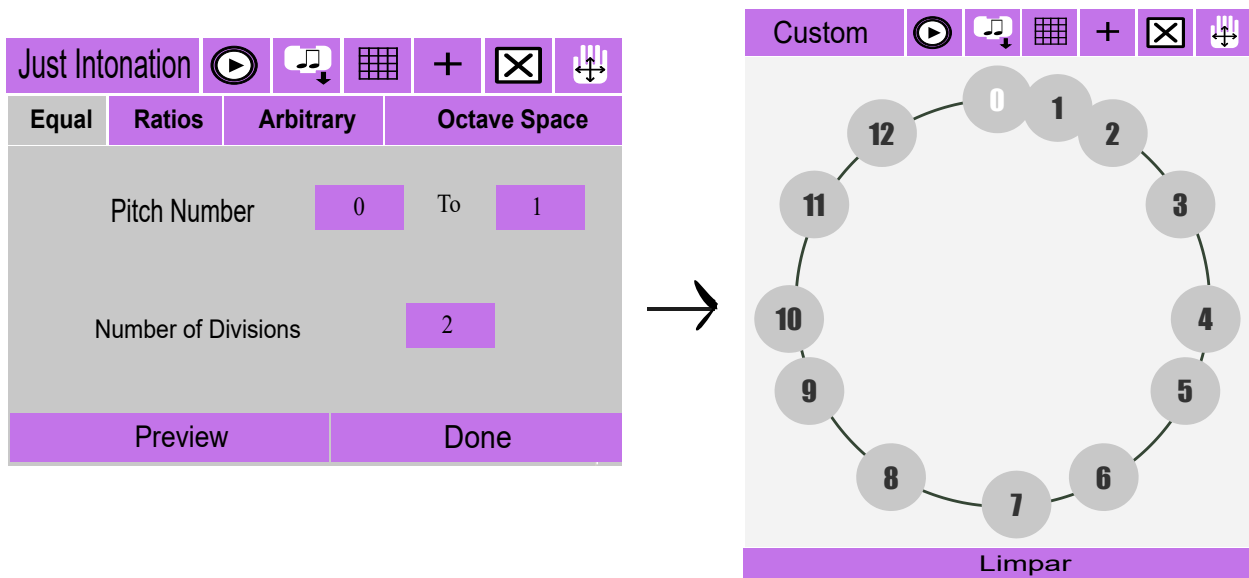 Just Intonation +
Equal Ratios Arbitrary Octave Space
Pitch Number 0 To 1
Number of Divisions 2
Preview Done
Custom +
0
1
2
12
3
11
4
10
5
9
6
8
7
Limpar